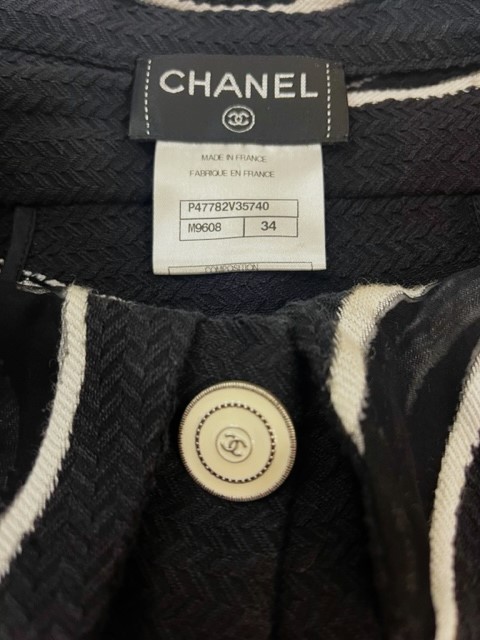 CHANEL
MADE IN FRANCE
FABRIQUE EN FRANCE
P47782V35740
M9608 34
COMPOSITION